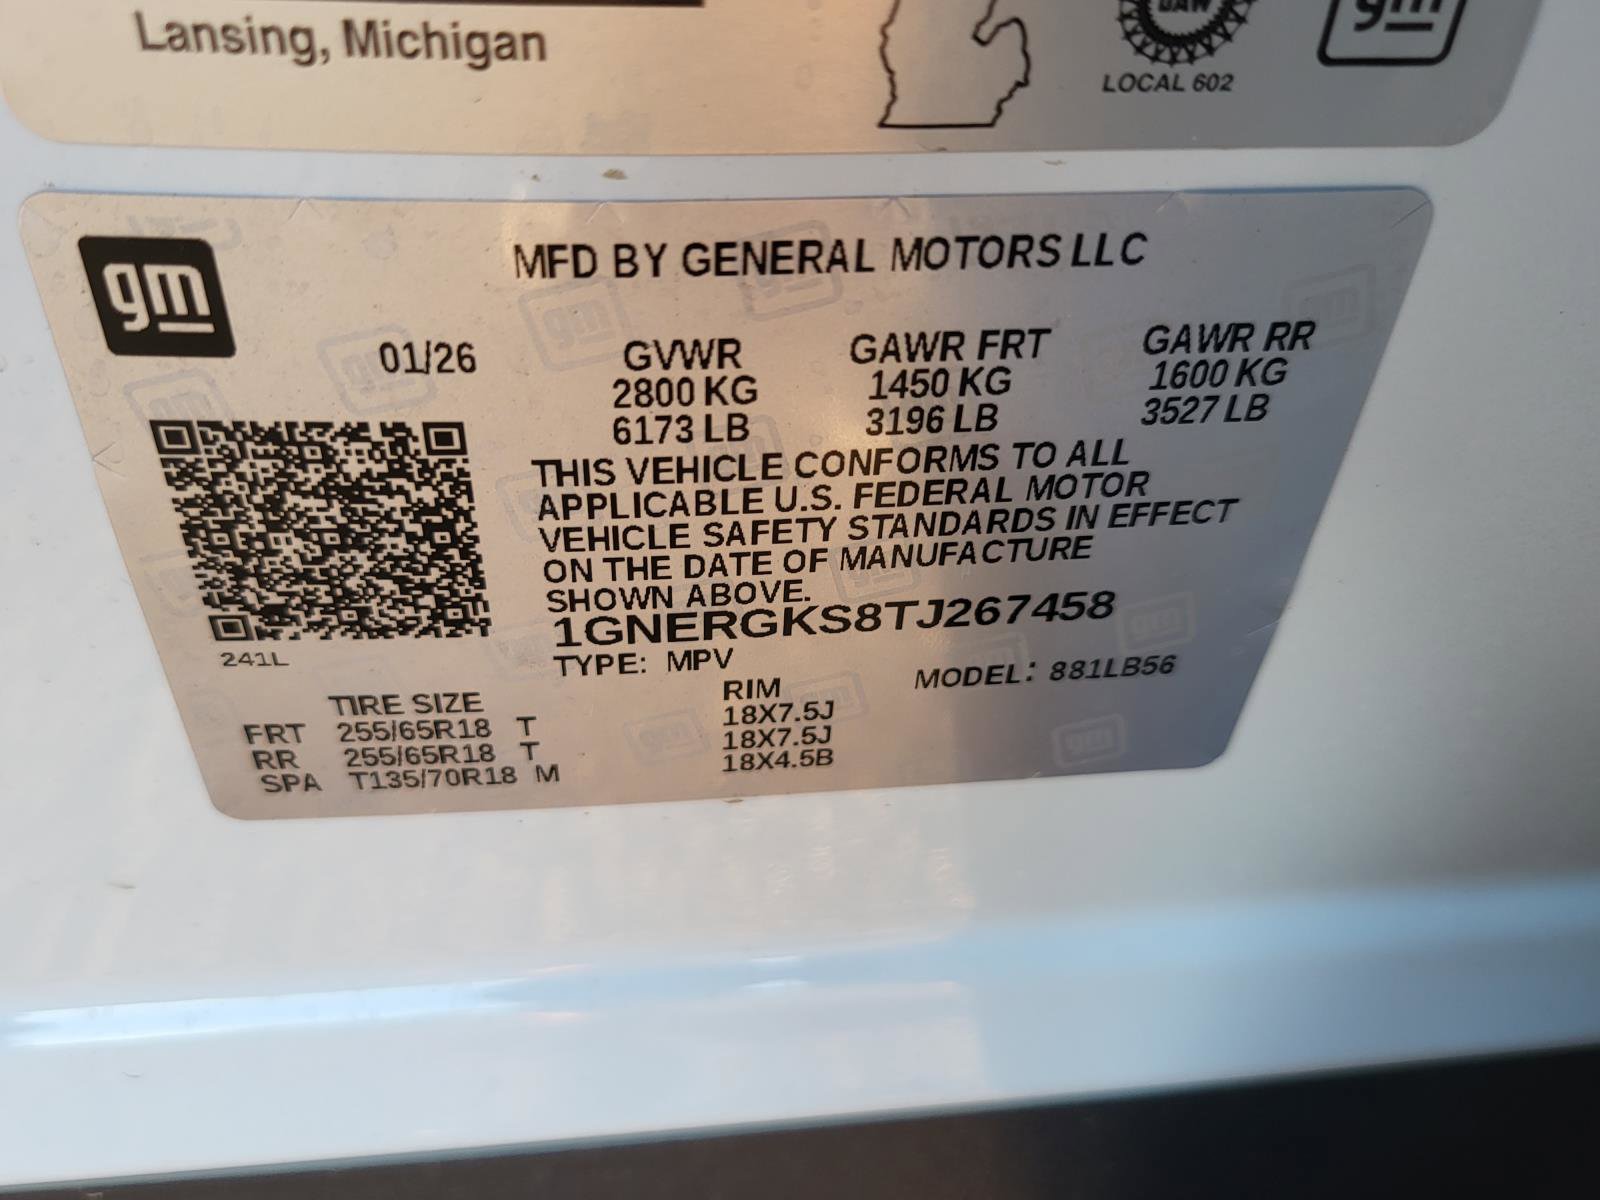 Lansing, Michigan
UAW
LOCAL 602
gm
gm
MFD BY GENERAL MOTORS LLC
01/26
GVWR GAWR FRT GAWR RR
2800 KG 1450 KG 1600 KG
6173 LB 3196 LB 3527 LB
THIS VEHICLE CONFORMS TO ALL
APPLICABLE U.S. FEDERAL MOTOR
VEHICLE SAFETY STANDARDS IN EFFECT
ON THE DATE OF MANUFACTURE
SHOWN ABOVE.
1GNERGKS8TJ267458
241L
TYPE: MPV MODEL: 881LB56
TIRE SIZE RIM
FRT 255/65R18 T 18X7.5J
RR 255/65R18 T 18X7.5J
SPA T135/70R18 M 18X4.5B